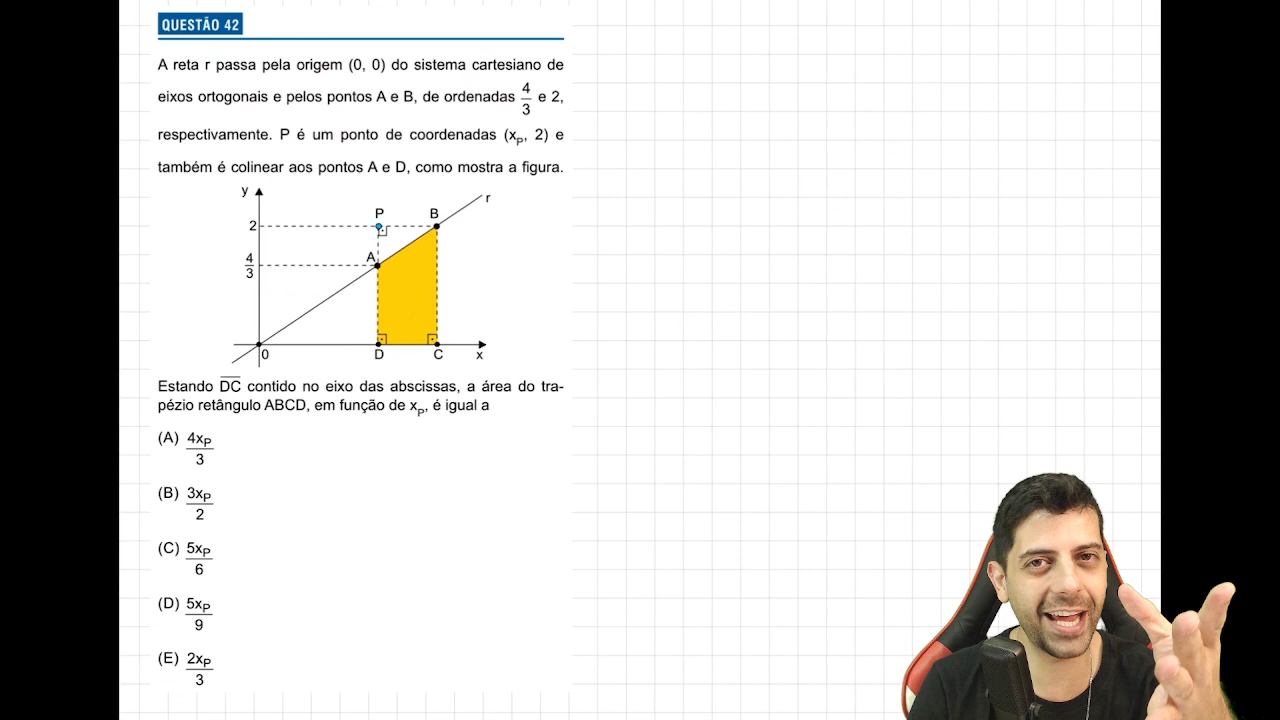 QUESTÃO 42
A reta r passa pela origem (0, 0) do sistema cartesiano de
eixos ortogonais e pelos pontos A e B, de ordenadas 4/3 e 2,
respectivamente. P é um ponto de coordenadas (xP, 2) e
também é colinear aos pontos A e D, como mostra a figura.
y
r
P
B
2
A
4/3
0
D
C
x
Estando DC contido no eixo das abscissas, a área do tra-
pézio retângulo ABCD, em função de xP, é igual a
(A) 4xP/3
(B) 3xP/2
(C) 5xP/6
(D) 5xP/9
(E) 2xP/3